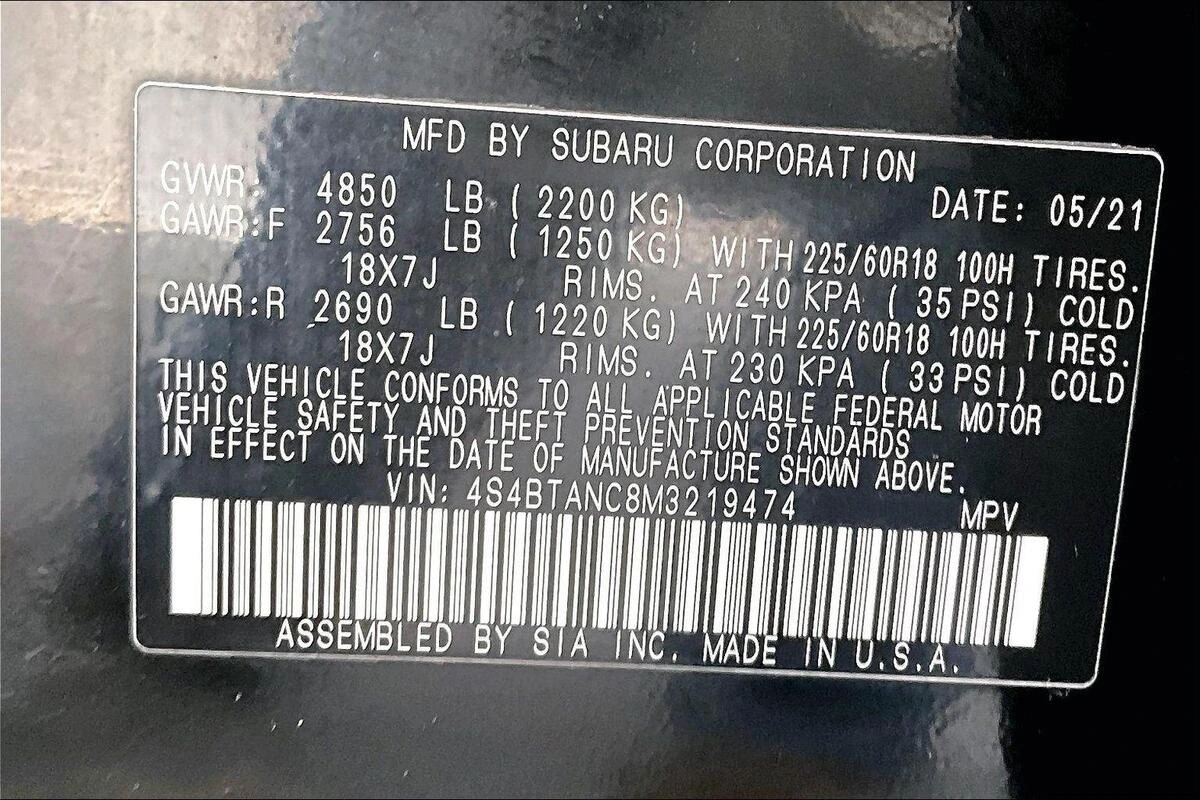 MFD BY SUBARU CORPORATION
DATE: 05/21
GVWR: 4850 LB ( 2200 KG)
GAWR:F 2756 LB ( 1250 KG) WITH 225/60R18 100H TIRES.
18X7J RIMS. AT 240 KPA ( 35 PSI) COLD
GAWR:R 2690 LB ( 1220 KG) WITH 225/60R18 100H TIRES.
18X7J RIMS. AT 230 KPA ( 33 PSI) COLD
THIS VEHICLE CONFORMS TO ALL APPLICABLE FEDERAL MOTOR
VEHICLE SAFETY AND THEFT PREVENTION STANDARDS
IN EFFECT ON THE DATE OF MANUFACTURE SHOWN ABOVE.
VIN: 4S4BTANC8M3219474 MPV
ASSEMBLED BY SIA INC. MADE IN U.S.A.